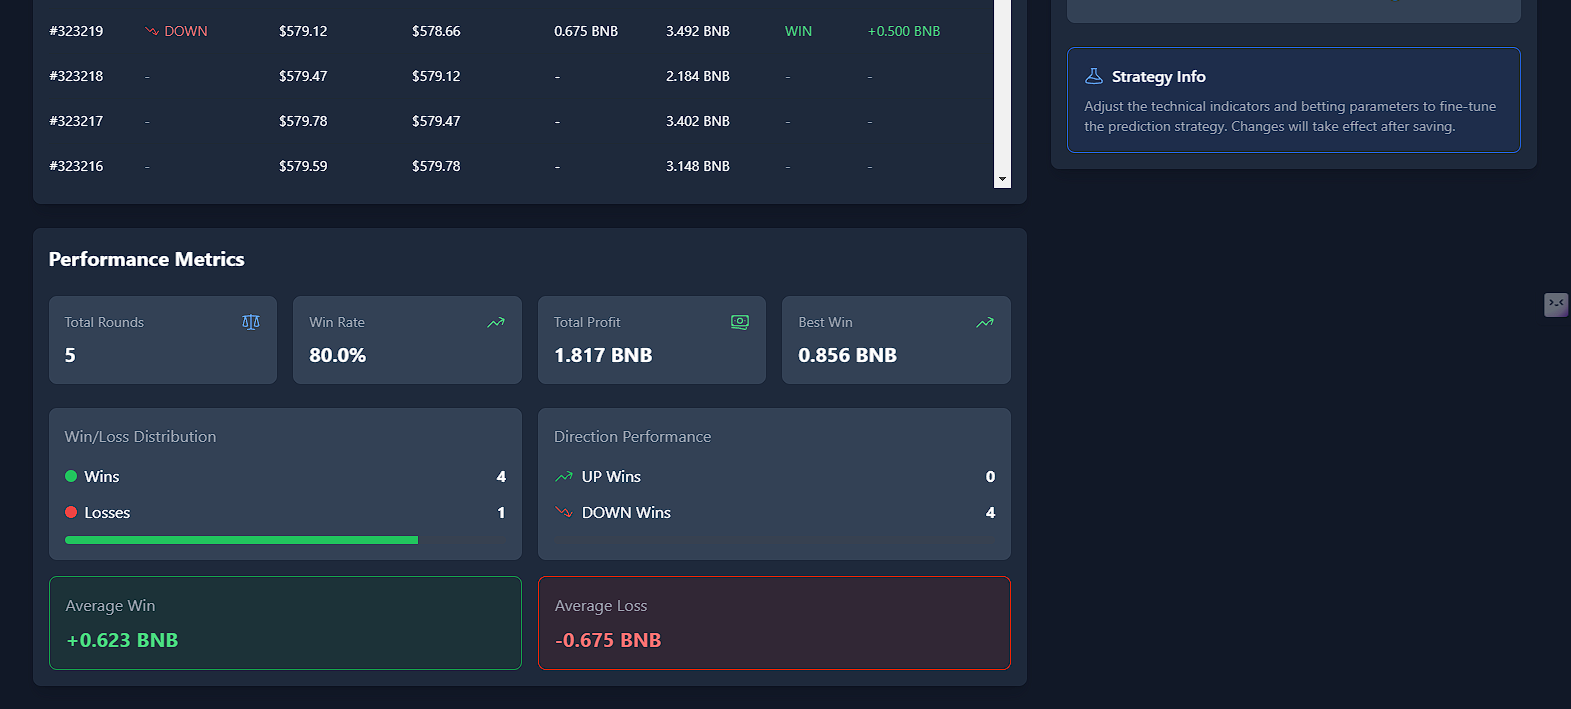 #323219 DOWN $579.12 $578.66 0.675 BNB 3.492 BNB WIN +0.500 BNB
#323218 - $579.47 $579.12 - 2.184 BNB - -
#323217 - $579.78 $579.47 - 3.402 BNB - -
#323216 - $579.59 $579.78 - 3.148 BNB - -
Strategy Info
Adjust the technical indicators and betting parameters to fine-tune
the prediction strategy. Changes will take effect after saving.
Performance Metrics
Total Rounds
5
Win Rate
80.0%
Total Profit
1.817 BNB
Best Win
0.856 BNB
Win/Loss Distribution
Wins 4
Losses 1
Direction Performance
UP Wins 0
DOWN Wins 4
Average Win
+0.623 BNB
Average Loss
-0.675 BNB